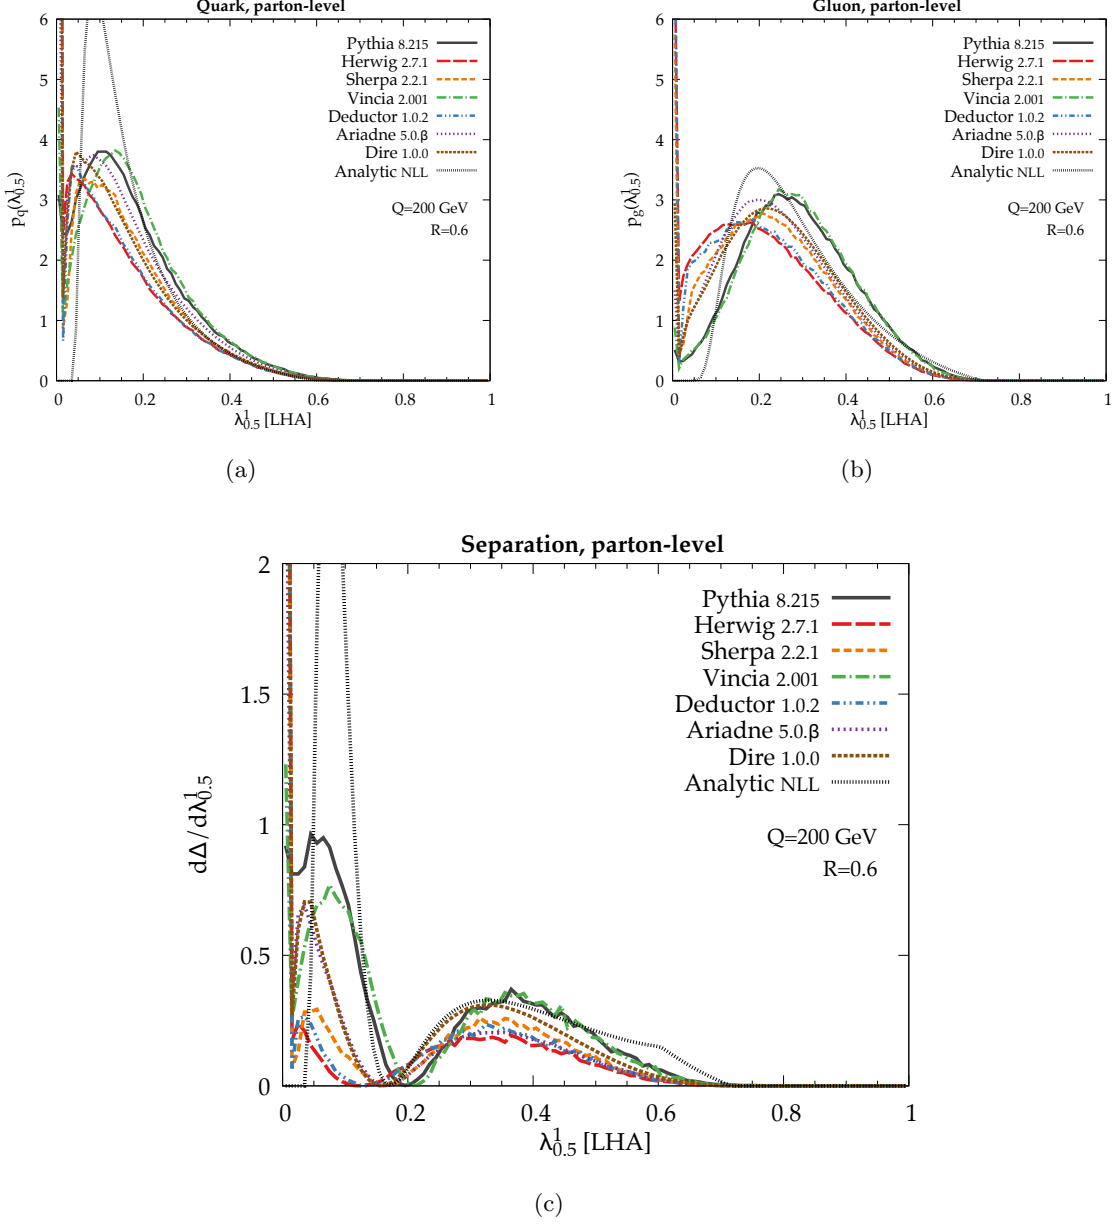 Quark, parton-level
p_q(λ^1_0.5)
6
5
4
3
2
1
0
Pythia 8.215
Herwig 2.7.1
Sherpa 2.2.1
Vincia 2.001
Deductor 1.0.2
Ariadne 5.0.β
Dire 1.0.0
Analytic NLL
Q=200 GeV
R=0.6
0 0.2 0.4 0.6 0.8 1
λ^1_0.5 [LHA]
(a)
Gluon, parton-level
p_g(λ^1_0.5)
6
5
4
3
2
1
0
Pythia 8.215
Herwig 2.7.1
Sherpa 2.2.1
Vincia 2.001
Deductor 1.0.2
Ariadne 5.0.β
Dire 1.0.0
Analytic NLL
Q=200 GeV
R=0.6
0 0.2 0.4 0.6 0.8 1
λ^1_0.5 [LHA]
(b)
Separation, parton-level
dΔ/dλ^1_0.5
2
1.5
1
0.5
0
Pythia 8.215
Herwig 2.7.1
Sherpa 2.2.1
Vincia 2.001
Deductor 1.0.2
Ariadne 5.0.β
Dire 1.0.0
Analytic NLL
Q=200 GeV
R=0.6
0 0.2 0.4 0.6 0.8 1
λ^1_0.5 [LHA]
(c)